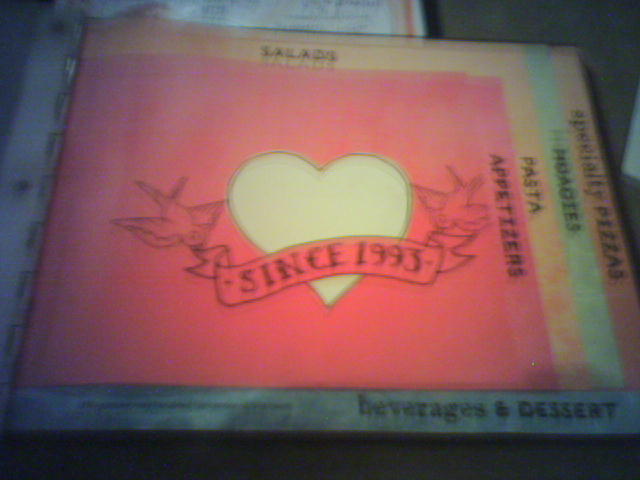 SALADS
SINCE 1993
APPETIZERS
PASTA
HOAGIES
specialty PIZZAS
beverages & DESSERT